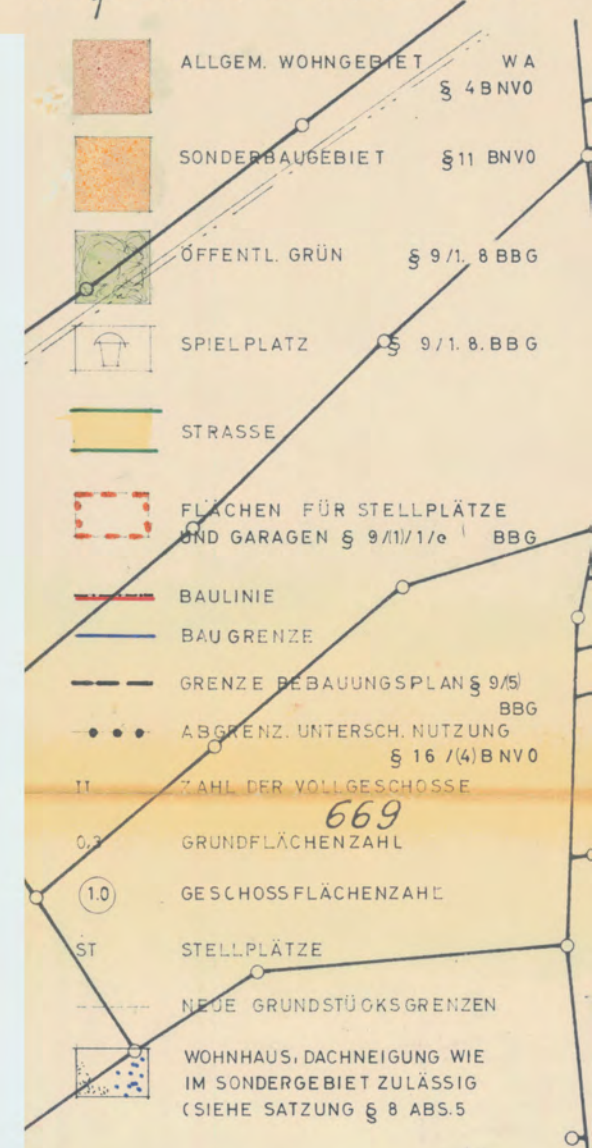 ALLGEM. WOHNGEBIET WA
§ 4 BNVO
SONDERBAUGEBIET § 11 BNVO
ÖFFENTL. GRÜN § 9/1. 8 BBG
SPIELPLATZ § 9/1. 8. BBG
STRASSE
FLÄCHEN FÜR STELLPLÄTZE
UND GARAGEN § 9/(1)/1/e BBG
BAULINIE
BAUGRENZE
GRENZE BEBAUUNGSPLAN § 9/(5)
BBG
ABGRENZ. UNTERSCH. NUTZUNG
§ 16 /(4) BNVO
II ZAHL DER VOLLGESCHOSSE
669
0,3 GRUNDFLÄCHENZAHL
1.0 GESCHOSSFLÄCHENZAHL
ST STELLPLÄTZE
NEUE GRUNDSTÜCKSGRENZEN
WOHNHAUS, DACHNEIGUNG WIE
IM SONDERGEBIET ZULÄSSIG
(SIEHE SATZUNG § 8 ABS. 5